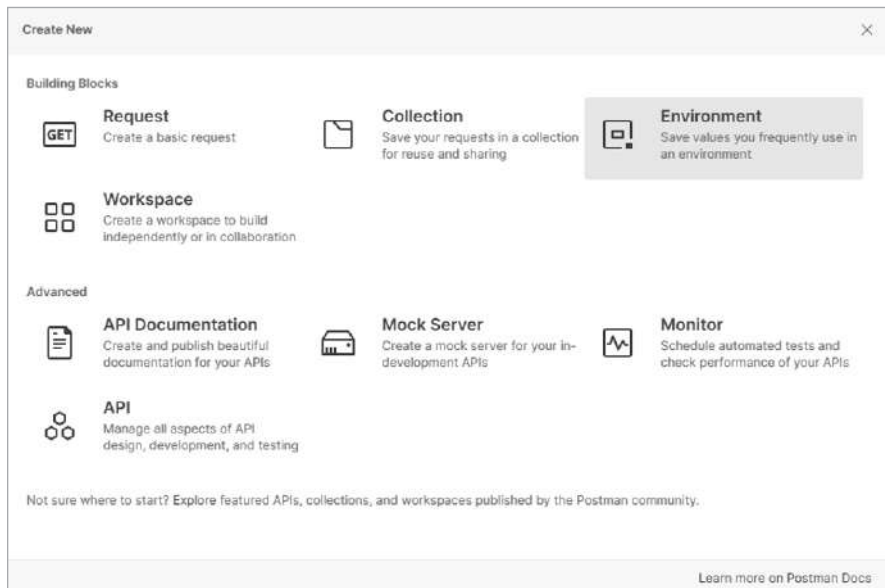 Create New
Building Blocks
GET
Request
Create a basic request
Collection
Save your requests in a collection
for reuse and sharing
Environment
Save values you frequently use in
an environment
Workspace
Create a workspace to build
independently or in collaboration
Advanced
API Documentation
Create and publish beautiful
documentation for your APIs
Mock Server
Create a mock server for your in-
development APIs
Monitor
Schedule automated tests and
check performance of your APIs
API
Manage all aspects of API
design, development, and testing
Not sure where to start? Explore featured APIs, collections, and workspaces published by the Postman community.
Learn more on Postman Docs